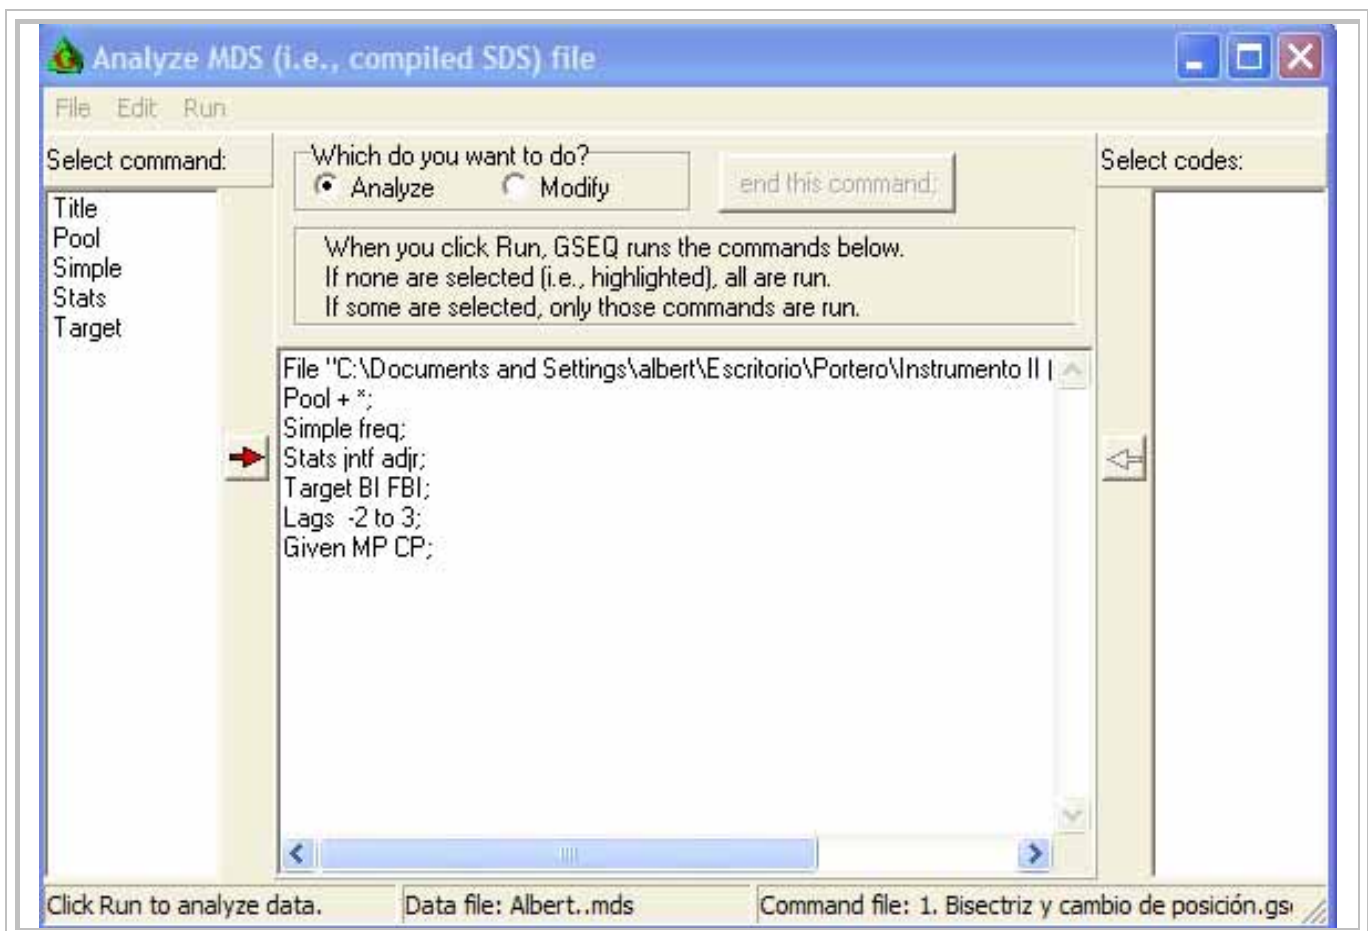 Analyze MDS (i.e., compiled SDS) file
File Edit Run
Select command:
Title
Pool
Simple
Stats
Target
Which do you want to do?
Analyze Modify
end this command;
When you click Run, GSEQ runs the commands below.
If none are selected (i.e., highlighted), all are run.
If some are selected, only those commands are run.
File "C:\Documents and Settings\albert\Escritorio\Portero\Instrumento II (
Pool + *;
Simple freq;
Stats jntf adjr;
Target BI FBI;
Lags -2 to 3;
Given MP CP;
Select codes:
Click Run to analyze data.
Data file: Albert..mds
Command file: 1. Bisectriz y cambio de posición.gs